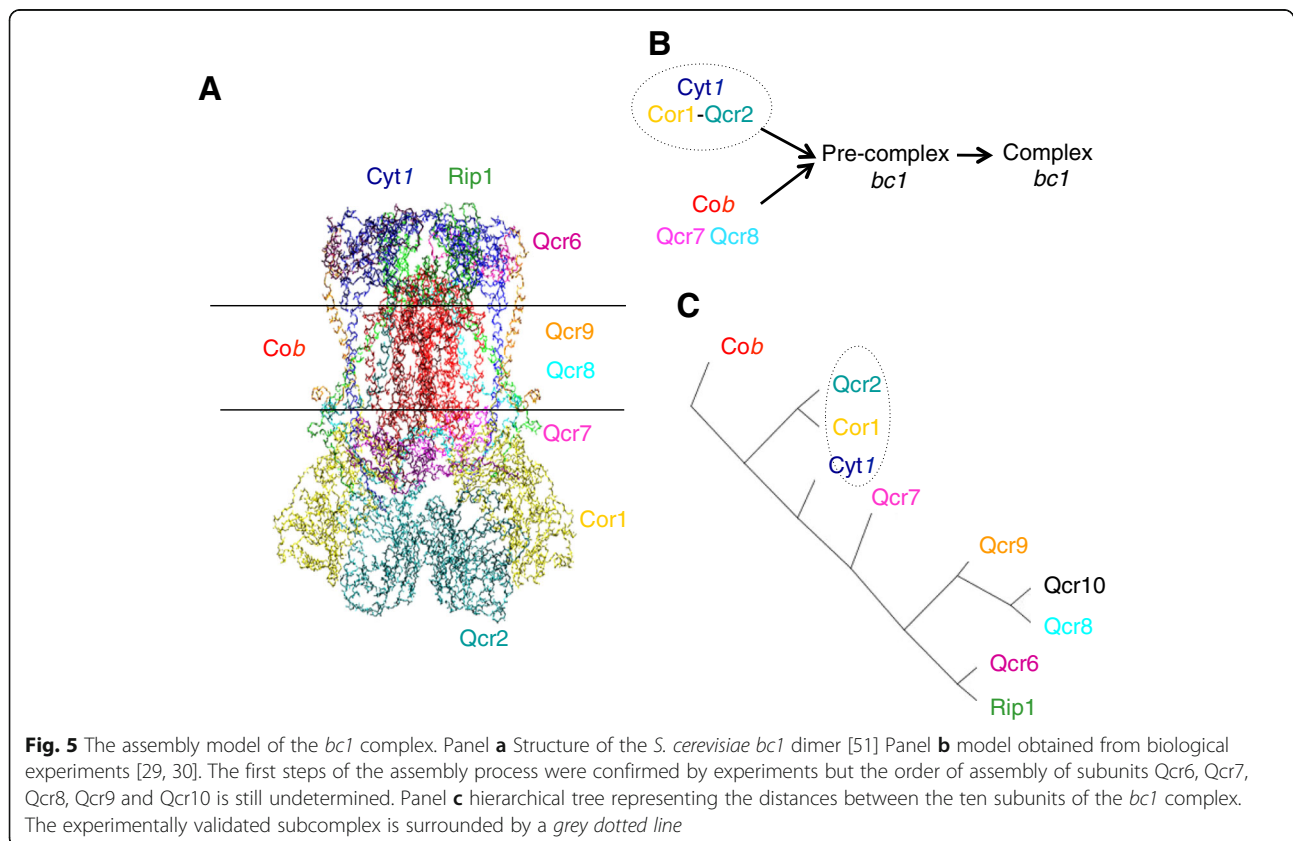 A
Cyt1 Rip1
Qcr6
Cob
Qcr9
Qcr8
Qcr7
Cor1
Qcr2
B
Cyt1
Cor1-Qcr2
Pre-complex
bc1
Complex
bc1
Cob
Qcr7 Qcr8
C
Cob
Qcr2
Cor1
Cyt1
Qcr7
Qcr9
Qcr10
Qcr8
Qcr6
Rip1
Fig. 5 The assembly model of the bc1 complex. Panel a Structure of the S. cerevisiae bc1 dimer [51] Panel b model obtained from biological
experiments [29, 30]. The first steps of the assembly process were confirmed by experiments but the order of assembly of subunits Qcr6, Qcr7,
Qcr8, Qcr9 and Qcr10 is still undetermined. Panel c hierarchical tree representing the distances between the ten subunits of the bc1 complex.
The experimentally validated subcomplex is surrounded by a grey dotted line